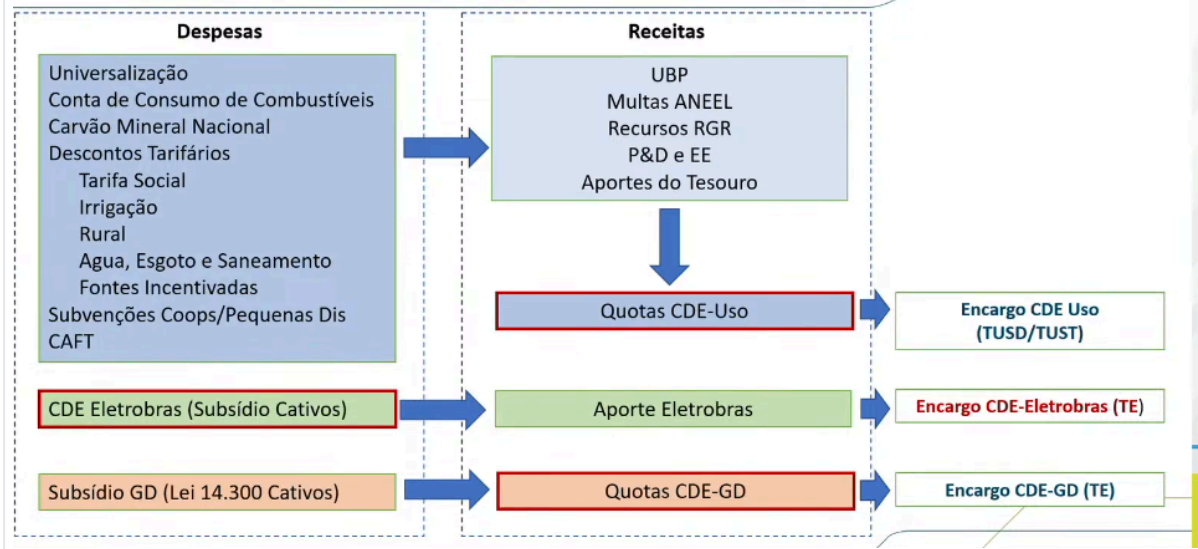 Despesas
Universalização
Conta de Consumo de Combustíveis
Carvão Mineral Nacional
Descontos Tarifários
Tarifa Social
Irrigação
Rural
Agua, Esgoto e Saneamento
Fontes Incentivadas
Subvenções Coops/Pequenas Dis
CAFT
CDE Eletrobras (Subsídio Cativos)
Subsídio GD (Lei 14.300 Cativos)
Receitas
UBP
Multas ANEEL
Recursos RGR
P&D e EE
Aportes do Tesouro
Quotas CDE-Uso
Aporte Eletrobras
Quotas CDE-GD
Encargo CDE Uso
(TUSD/TUST)
Encargo CDE-Eletrobras (TE)
Encargo CDE-GD (TE)